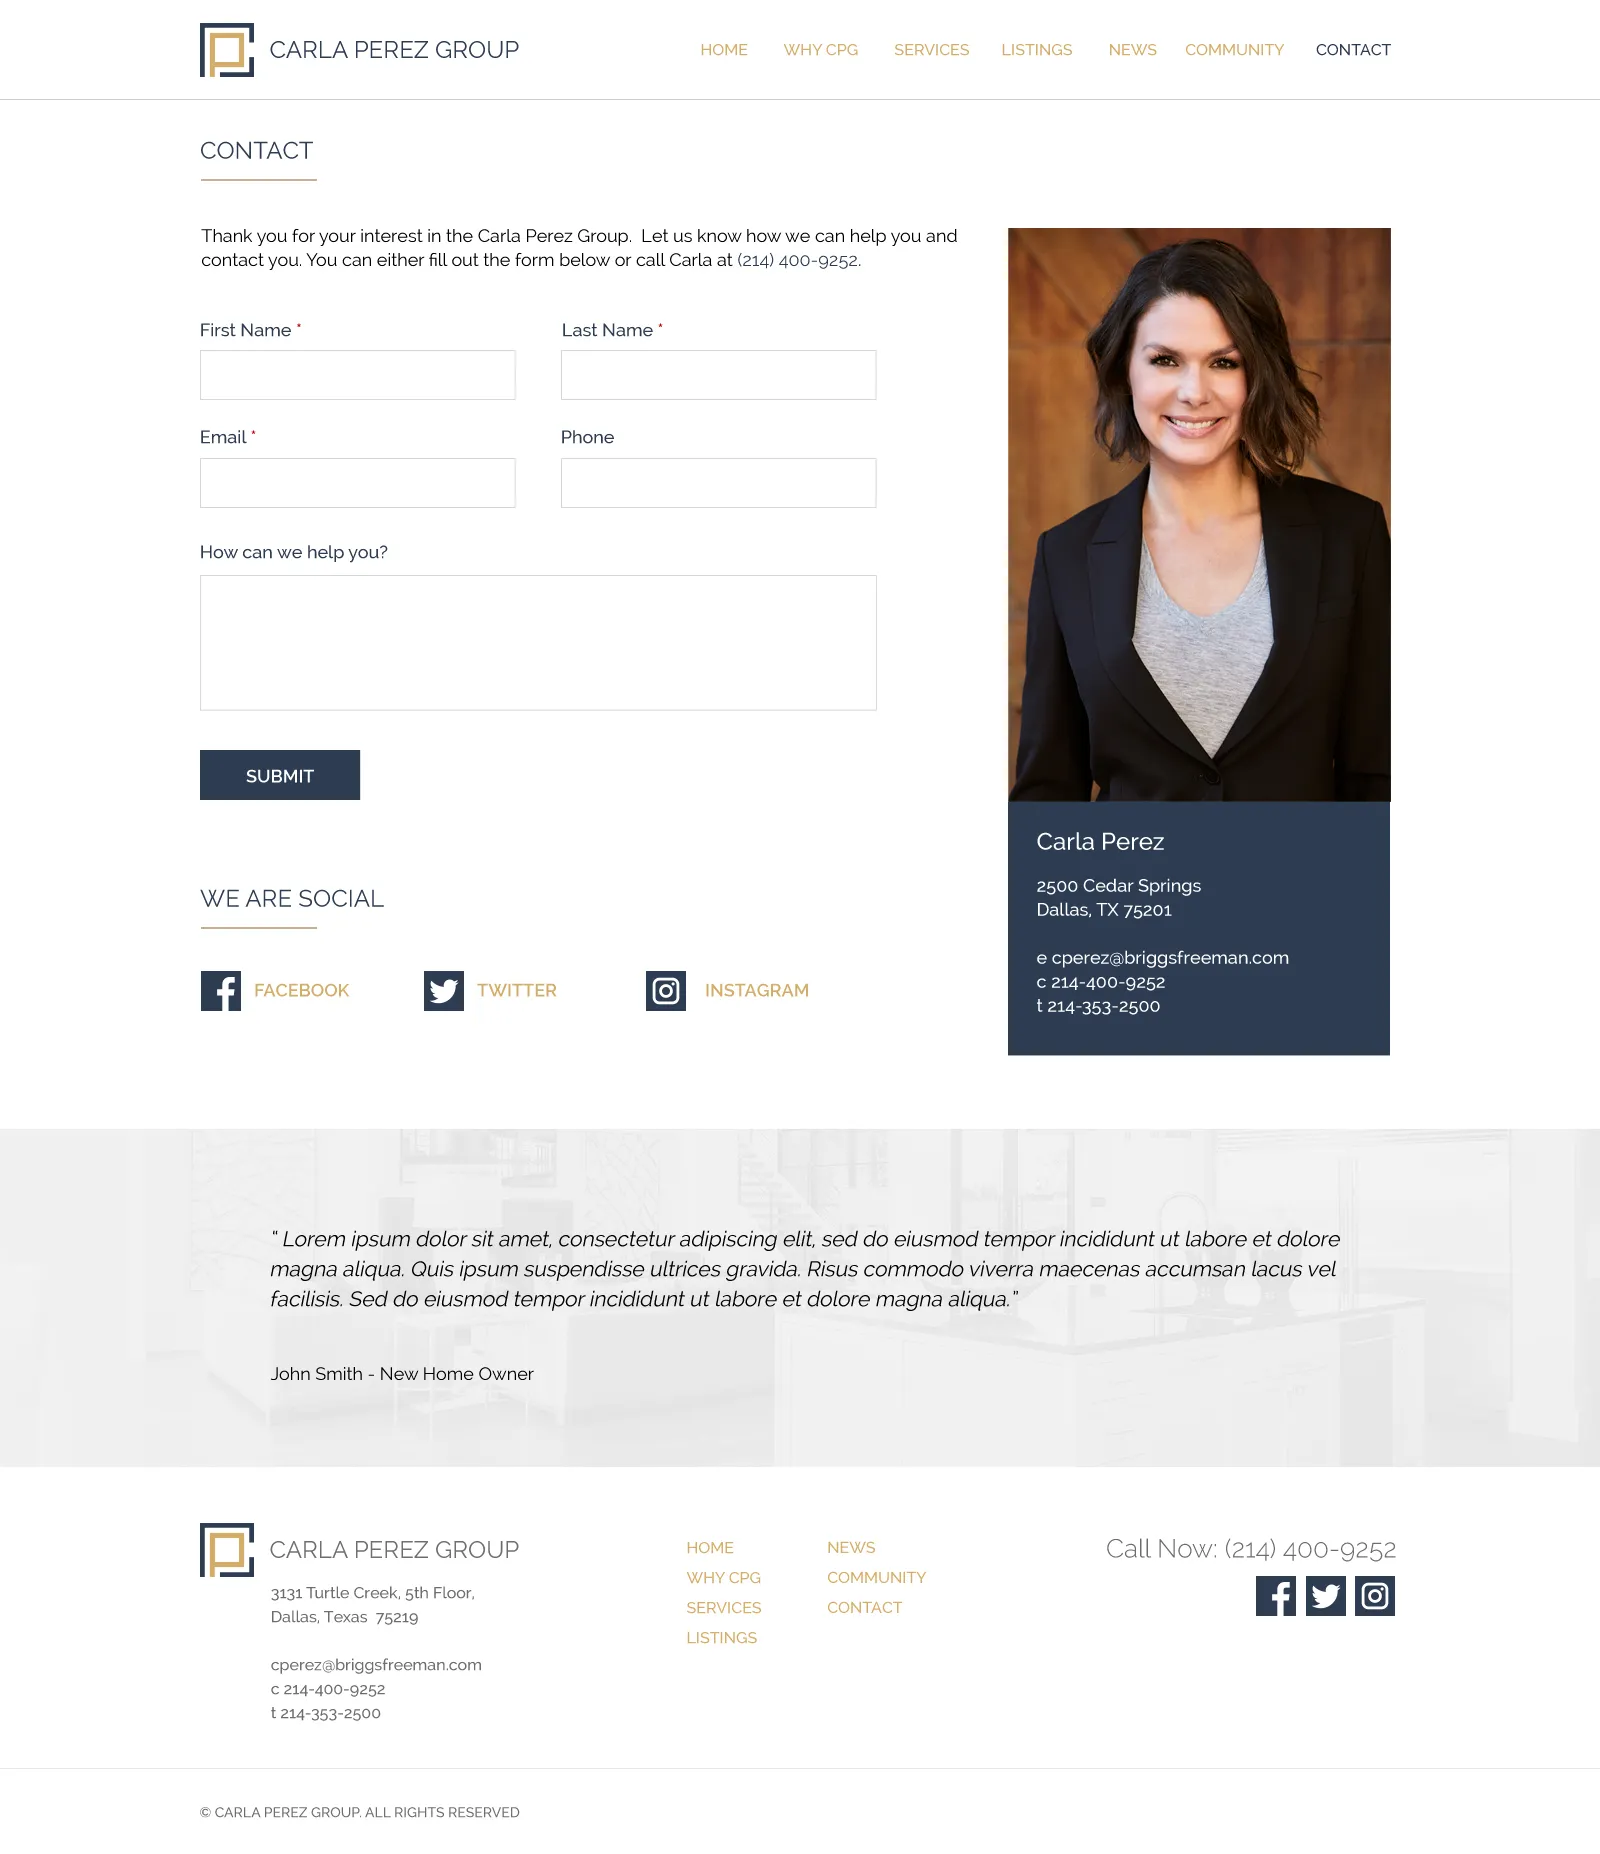 CARLA PEREZ GROUP
HOME WHY CPG SERVICES LISTINGS NEWS COMMUNITY CONTACT
CONTACT
Thank you for your interest in the Carla Perez Group.  Let us know how we can help you and
contact you. You can either fill out the form below or call Carla at (214) 400-9252.
First Name * Last Name *
Email * Phone
How can we help you?
SUBMIT
WE ARE SOCIAL
FACEBOOK TWITTER INSTAGRAM
Carla Perez
2500 Cedar Springs
Dallas, TX 75201
e cperez@briggsfreeman.com
c 214-400-9252
t 214-353-2500
“ Lorem ipsum dolor sit amet, consectetur adipiscing elit, sed do eiusmod tempor incididunt ut labore et dolore
magna aliqua. Quis ipsum suspendisse ultrices gravida. Risus commodo viverra maecenas accumsan lacus vel
facilisis. Sed do eiusmod tempor incididunt ut labore et dolore magna aliqua.”
John Smith - New Home Owner
CARLA PEREZ GROUP
3131 Turtle Creek, 5th Floor,
Dallas, Texas  75219
cperez@briggsfreeman.com
c 214-400-9252
t 214-353-2500
HOME
WHY CPG
SERVICES
LISTINGS
NEWS
COMMUNITY
CONTACT
Call Now: (214) 400-9252
© CARLA PEREZ GROUP. ALL RIGHTS RESERVED